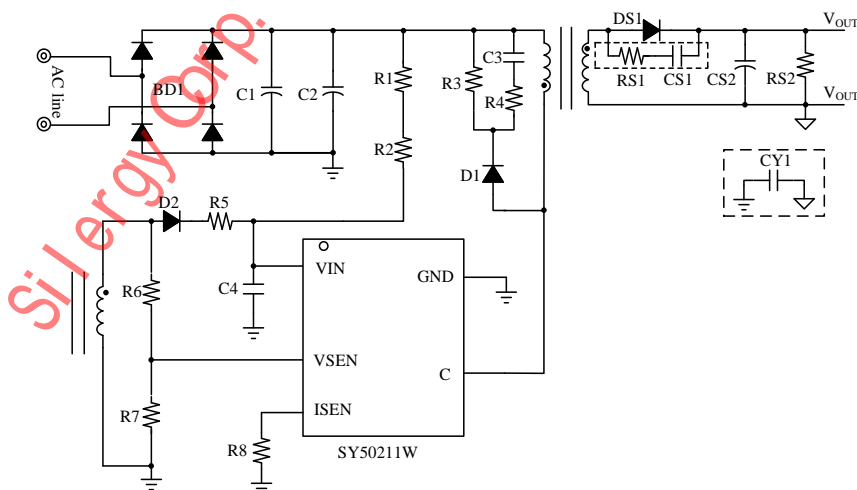 DS1
VOUT
AC line
BD1
C1
C2
R1
R3
C3
R4
RS1
CS1
CS2
RS2
VOUT
R2
D1
CY1
D2
R5
VIN
GND
C4
R6
VSEN
C
R7
ISEN
R8
SY50211W
Silergy Corp.